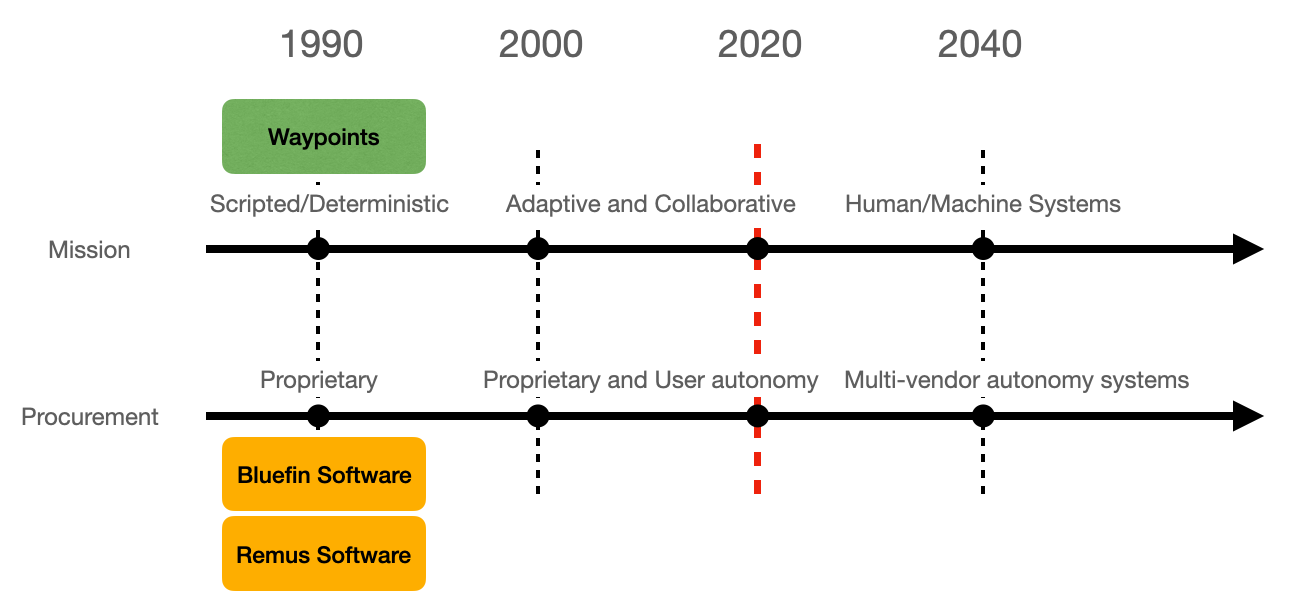 1990 2000 2020 2040
Waypoints
Scripted/Deterministic Adaptive and Collaborative Human/Machine Systems
Mission
Proprietary Proprietary and User autonomy Multi-vendor autonomy systems
Procurement
Bluefin Software
Remus Software